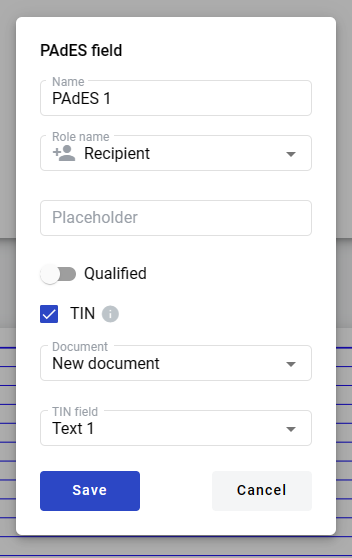 PAdES field
Name
PAdES 1
Role name
Recipient
Placeholder
Qualified
TIN
Document
New document
TIN field
Text 1
Save
Cancel